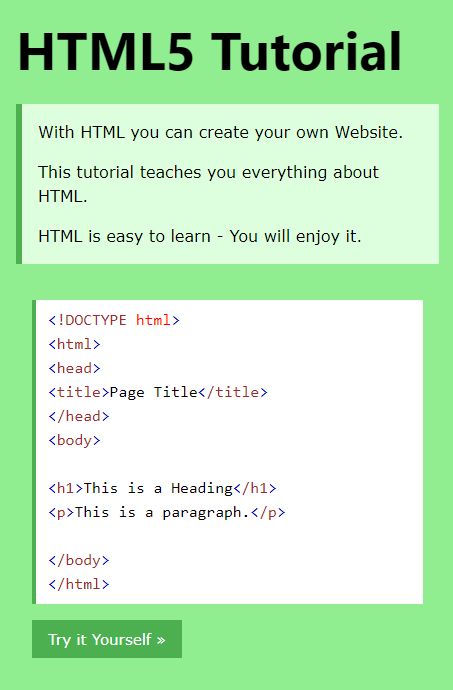 HTML5 Tutorial
With HTML you can create your own Website.
This tutorial teaches you everything about
HTML.
HTML is easy to learn - You will enjoy it.
<!DOCTYPE html>
<html>
<head>
<title>Page Title</title>
</head>
<body>
<h1>This is a Heading</h1>
<p>This is a paragraph.</p>
</body>
</html>
Try it Yourself »